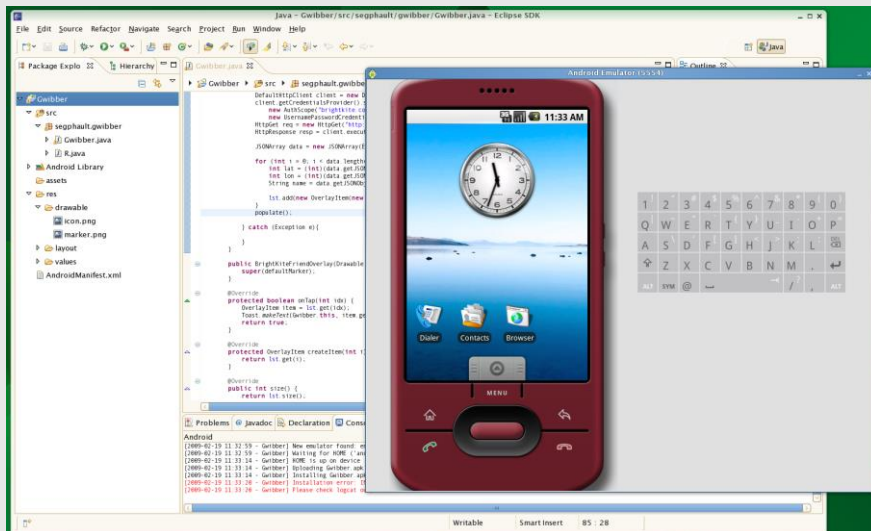 Java - Gwibber/src/segphault/gwibber/Gwibber.java - Eclipse SDK
File Edit Source Refactor Navigate Search Project Run Window Help
Java
Package Explo Hierarchy
Gwibber.java
Outline
Gwibber src segphault.gwibbe
Gwibber
src
segphault.gwibber
Gwibber.java
R.java
Android Library
assets
res
drawable
icon.png
marker.png
layout
values
AndroidManifest.xml
DefaultHttpClient client = new D
client.getCredentialsProvider().s
new AuthScope("brightkite.co
new UsernamePasswordCredenti
HttpGet req = new HttpGet("http:
HttpResponse resp = client.execut
JSONArray data = new JSONArray(E
for (int i = 0; i < data.length
int lat = (int)(data.getJSON
int lon = (int)(data.getJSON
String name = data.getJSONOb
lst.add(new OverlayItem(new
}
populate();
} catch (Exception e){
}
}
public BrightKiteFriendOverlay(Drawable
super(defaultMarker);
}
@Override
protected boolean onTap(int idx) {
OverlayItem item = lst.get(idx);
Toast.makeText(Gwibber.this, item.ge
return true;
}
@Override
protected OverlayItem createItem(int i)
return lst.get(i);
}
@Override
public int size() {
return lst.size();
Problems Javadoc Declaration Conso
Android
[2009-02-19 11:32:59 - Gwibber] New emulator found: e
[2009-02-19 11:32:59 - Gwibber] Waiting for HOME ('an
[2009-02-19 11:33:14 - Gwibber] HOME is up on device
[2009-02-19 11:33:14 - Gwibber] Uploading Gwibber.apk
[2009-02-19 11:33:14 - Gwibber] Installing Gwibber.apk
[2009-02-19 11:33:20 - Gwibber] Installation error: I
[2009-02-19 11:33:20 - Gwibber] Please check logcat o
Writable Smart Insert 85 : 28
Android Emulator (5554)
11:33 AM
Dialer Contacts Browser
MENU
1 2 3 4 5 6 7 8 9 0
Q W E R T Y U I O P
A S D F G H J K L
Z X C V B N M .
ALT SYM @ / , ALT